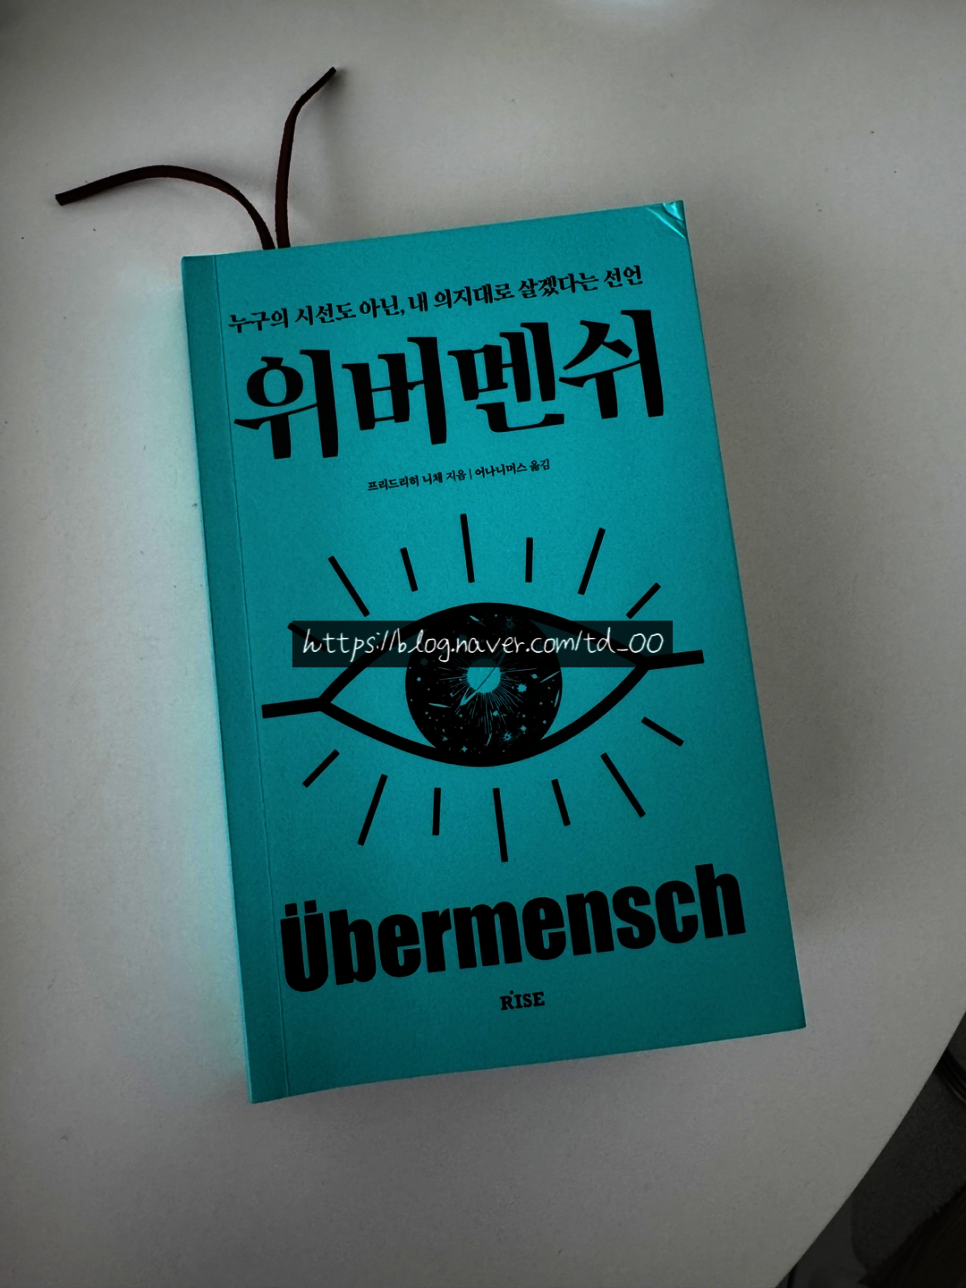 누구의 시선도 아닌, 내 의지대로 살겠다는 선언
위버멘쉬
프리드리히 니체 지음 | 어나니머스 옮김
https://blog.naver.com/td_00
Übermensch
RISE